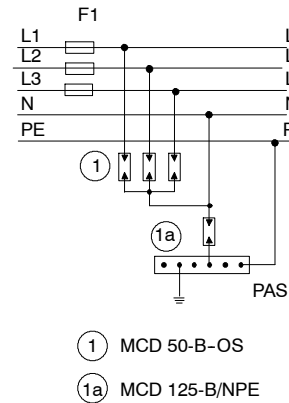 F1
L1 L
L2 L
L3 L
N N
PE P
1
1a
PAS
1 MCD 50-B-OS
1a MCD 125-B/NPE